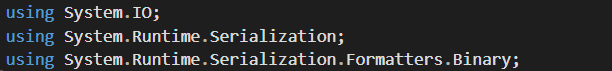 using System.IO;
using System.Runtime.Serialization;
using System.Runtime.Serialization.Formatters.Binary;